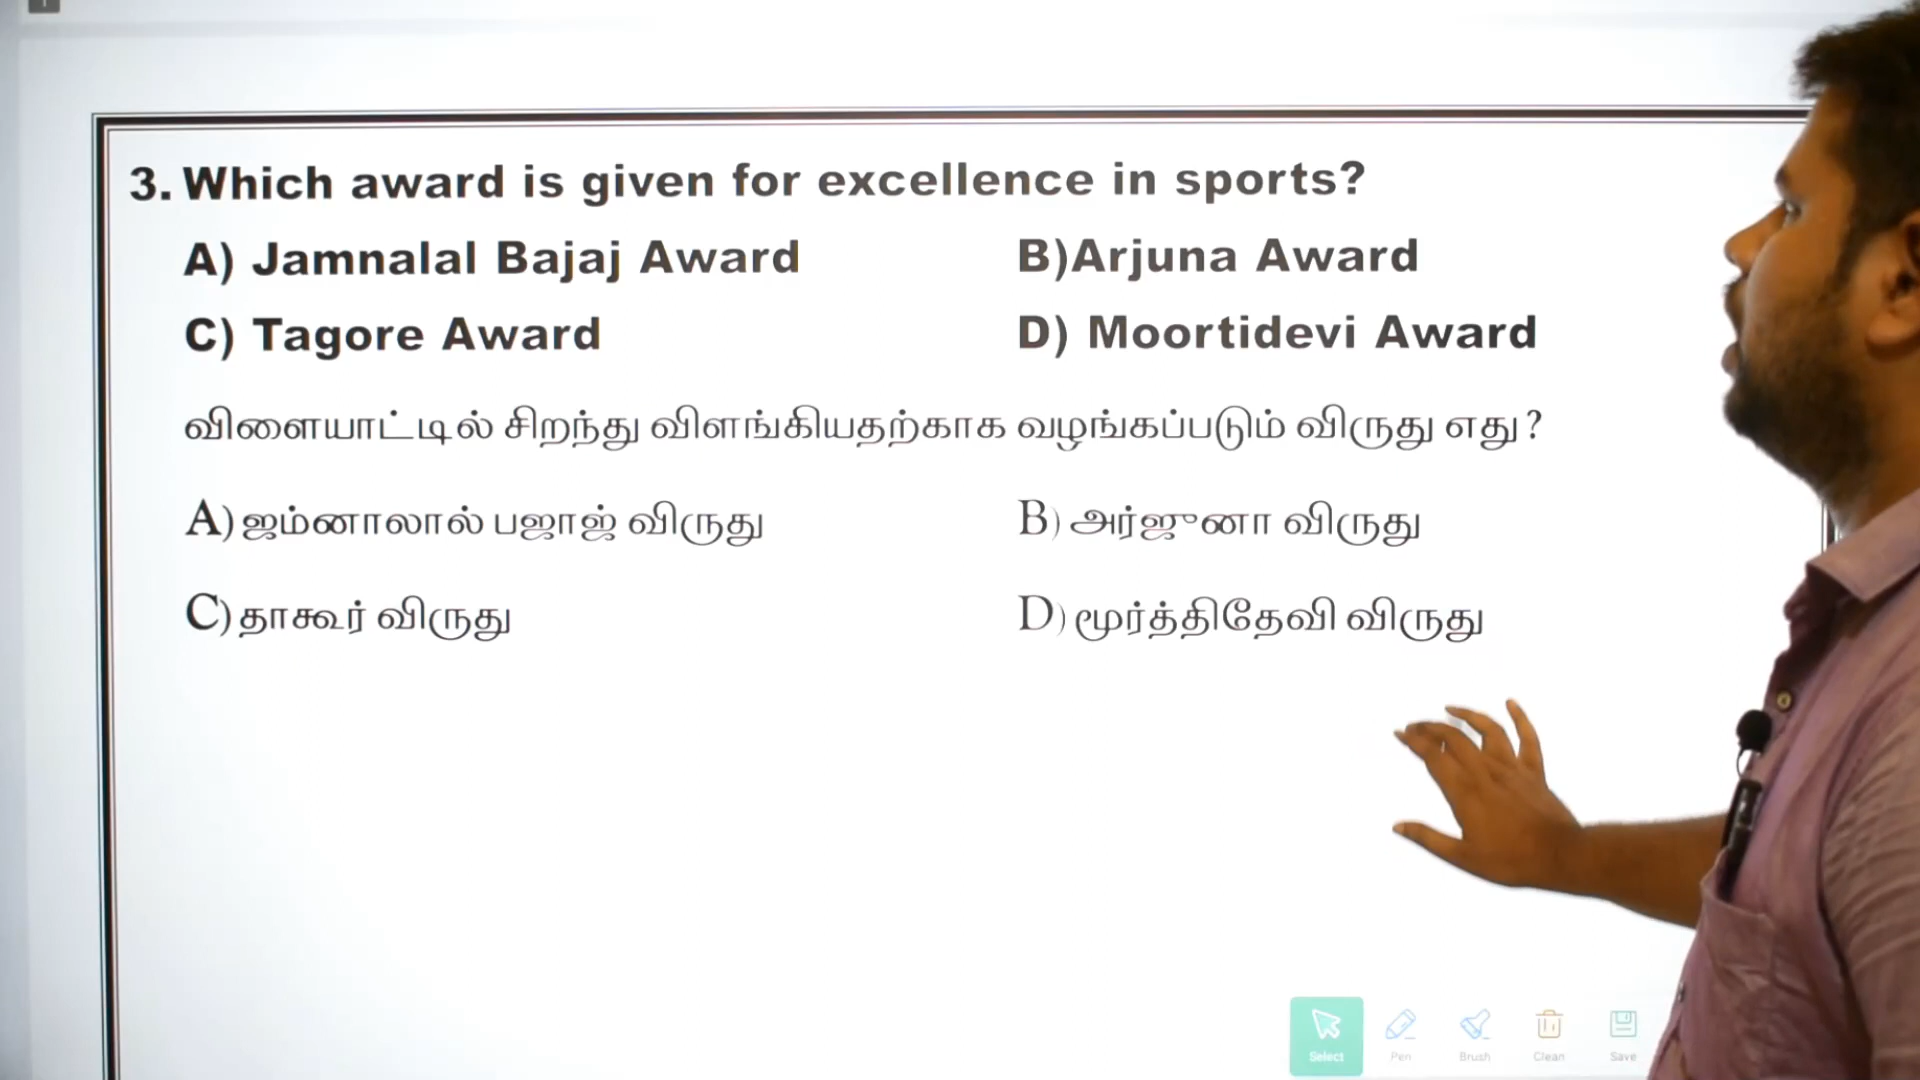 3. Which award is given for excellence in sports?
A) Jamnalal Bajaj Award B)Arjuna Award
C) Tagore Award D) Moortidevi Award
விளையாட்டில் சிறந்து விளங்கியதற்காக வழங்கப்படும் விருது எது?
A) ஜம்னாலால் பஜாஜ் விருது B) அர்ஜுனா விருது
C) தாகூர் விருது D) மூர்த்திதேவி விருது
Select Pen Brush Clean Save